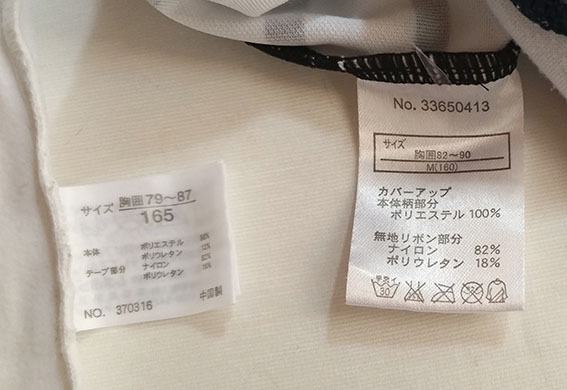 サイズ 胸囲 79～87
165
本体 ポリエステル
ポリウレタン
テープ部分 ナイロン 82%
ポリウレタン
NO. 370316 中国製
No. 33650413
サイズ
胸囲82～90
M(160)
カバーアップ
本体柄部分
ポリエステル 100%
無地リボン部分
ナイロン 82%
ポリウレタン 18%
30